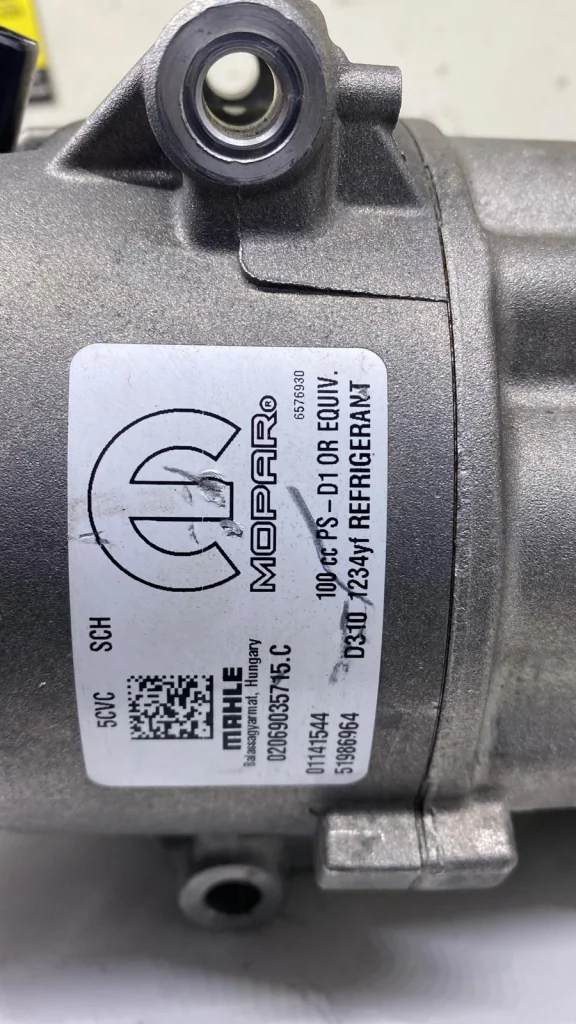 MOPAR®
6576930
5CVC SCH
MAHLE
Balassagyarmat, Hungary
02069035715.C
100 cc PS-D1 OR EQUIV.
01141544
D310 1234yf REFRIGERANT
51986964